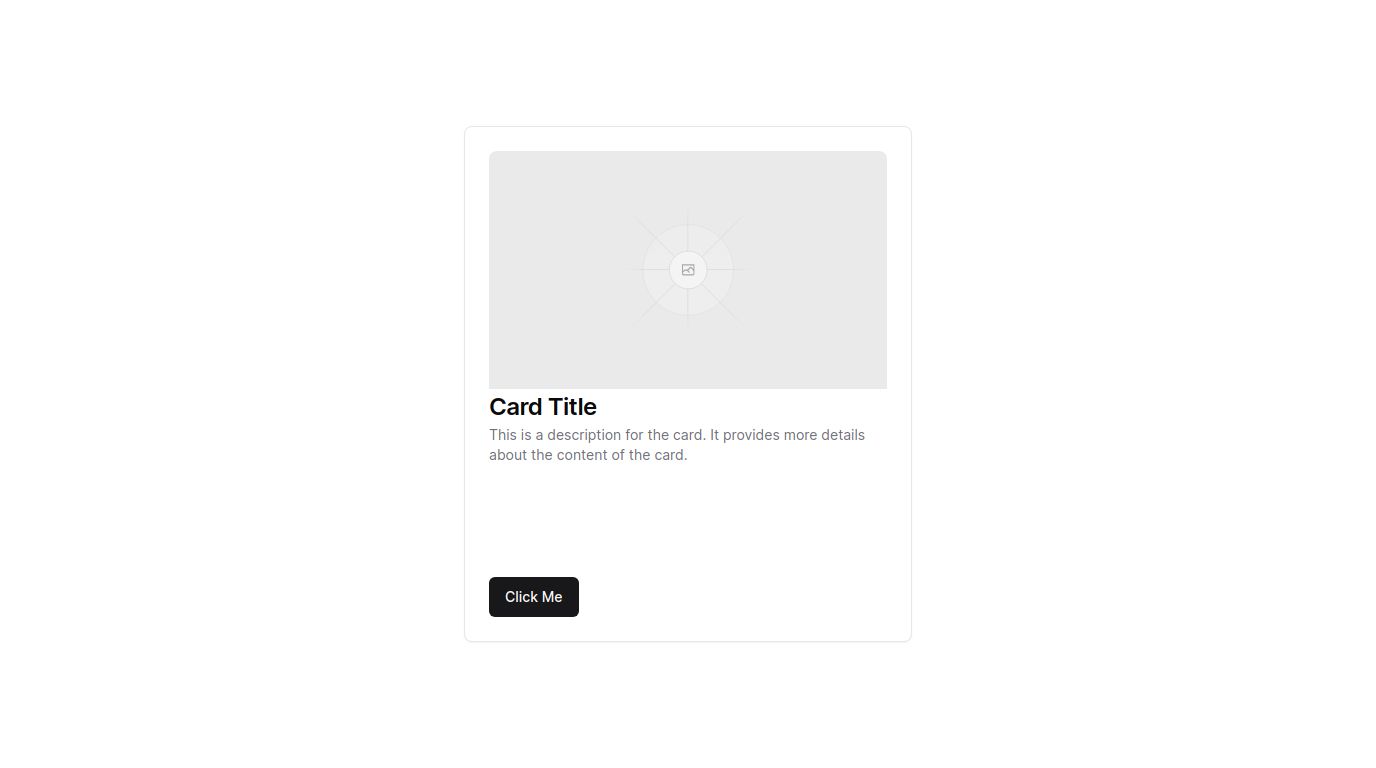 Card Title
This is a description for the card. It provides more details
about the content of the card.
Click Me